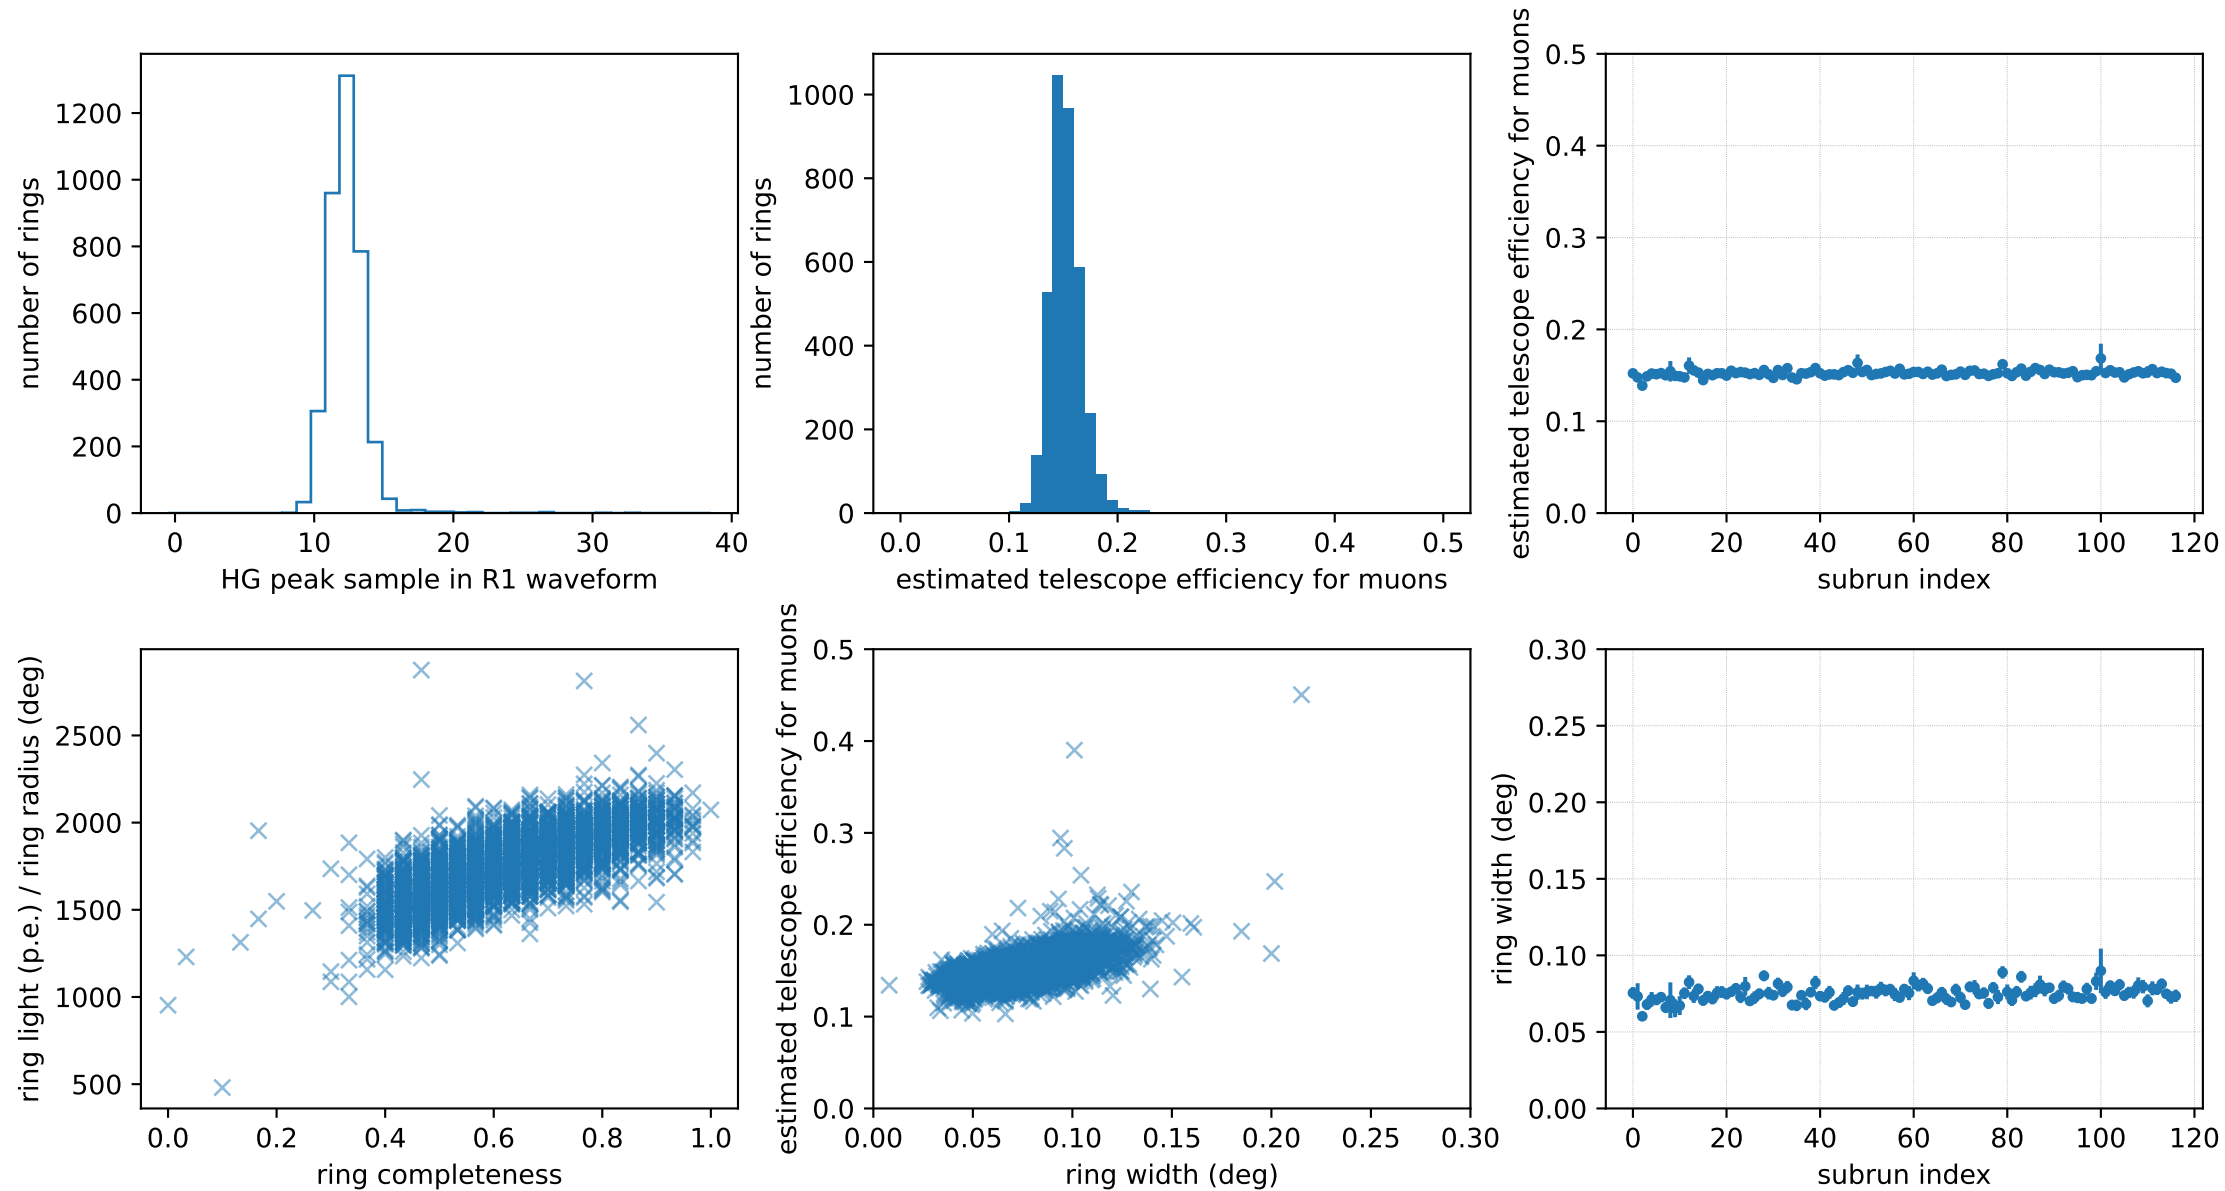 number of rings
1200
1000
800
600
400
200
0
0 10 20 30 40
HG peak sample in R1 waveform
number of rings
1000
800
600
400
200
0
0.0 0.1 0.2 0.3 0.4 0.5
estimated telescope efficiency for muons
estimated telescope efficiency for muons
0.5
0.4
0.3
0.2
0.1
0.0
0 20 40 60 80 100 120
subrun index
ring light (p.e.) / ring radius (deg)
2500
2000
1500
1000
500
0.0 0.2 0.4 0.6 0.8 1.0
ring completeness
estimated telescope efficiency for muons
0.5
0.4
0.3
0.2
0.1
0.0
0.00 0.05 0.10 0.15 0.20 0.25 0.30
ring width (deg)
ring width (deg)
0.30
0.25
0.20
0.15
0.10
0.05
0.00
0 20 40 60 80 100 120
subrun index